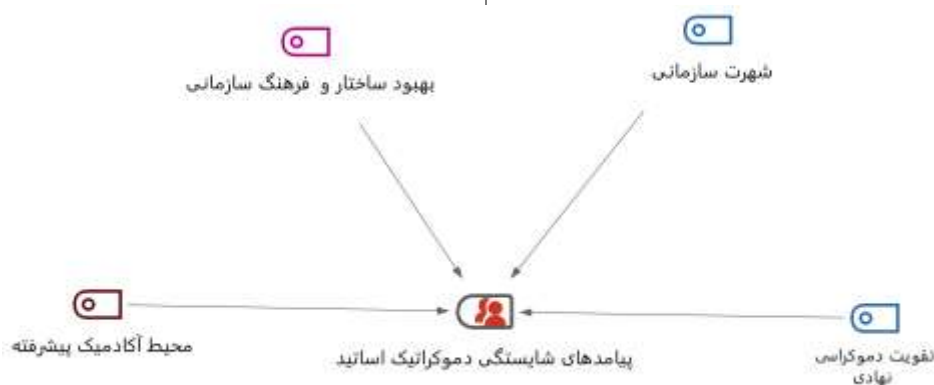 شهرت سازمانی
بهبود ساختار و فرهنگ سازمانی
محیط آکادمیک پیشرفته
پیامدهای شایستگی دموکراتیک اساتید
تقویت دموکراسی
نهادی